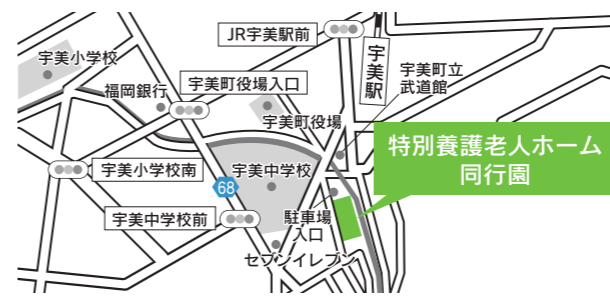 JR宇美駅前
宇美駅
宇美小学校
福岡銀行
宇美町役場入口
宇美町立
武道館
宇美町役場
特別養護老人ホーム
同行園
宇美小学校南
宇美中学校
68
宇美中学校前
駐車場
入口
セブンイレブン